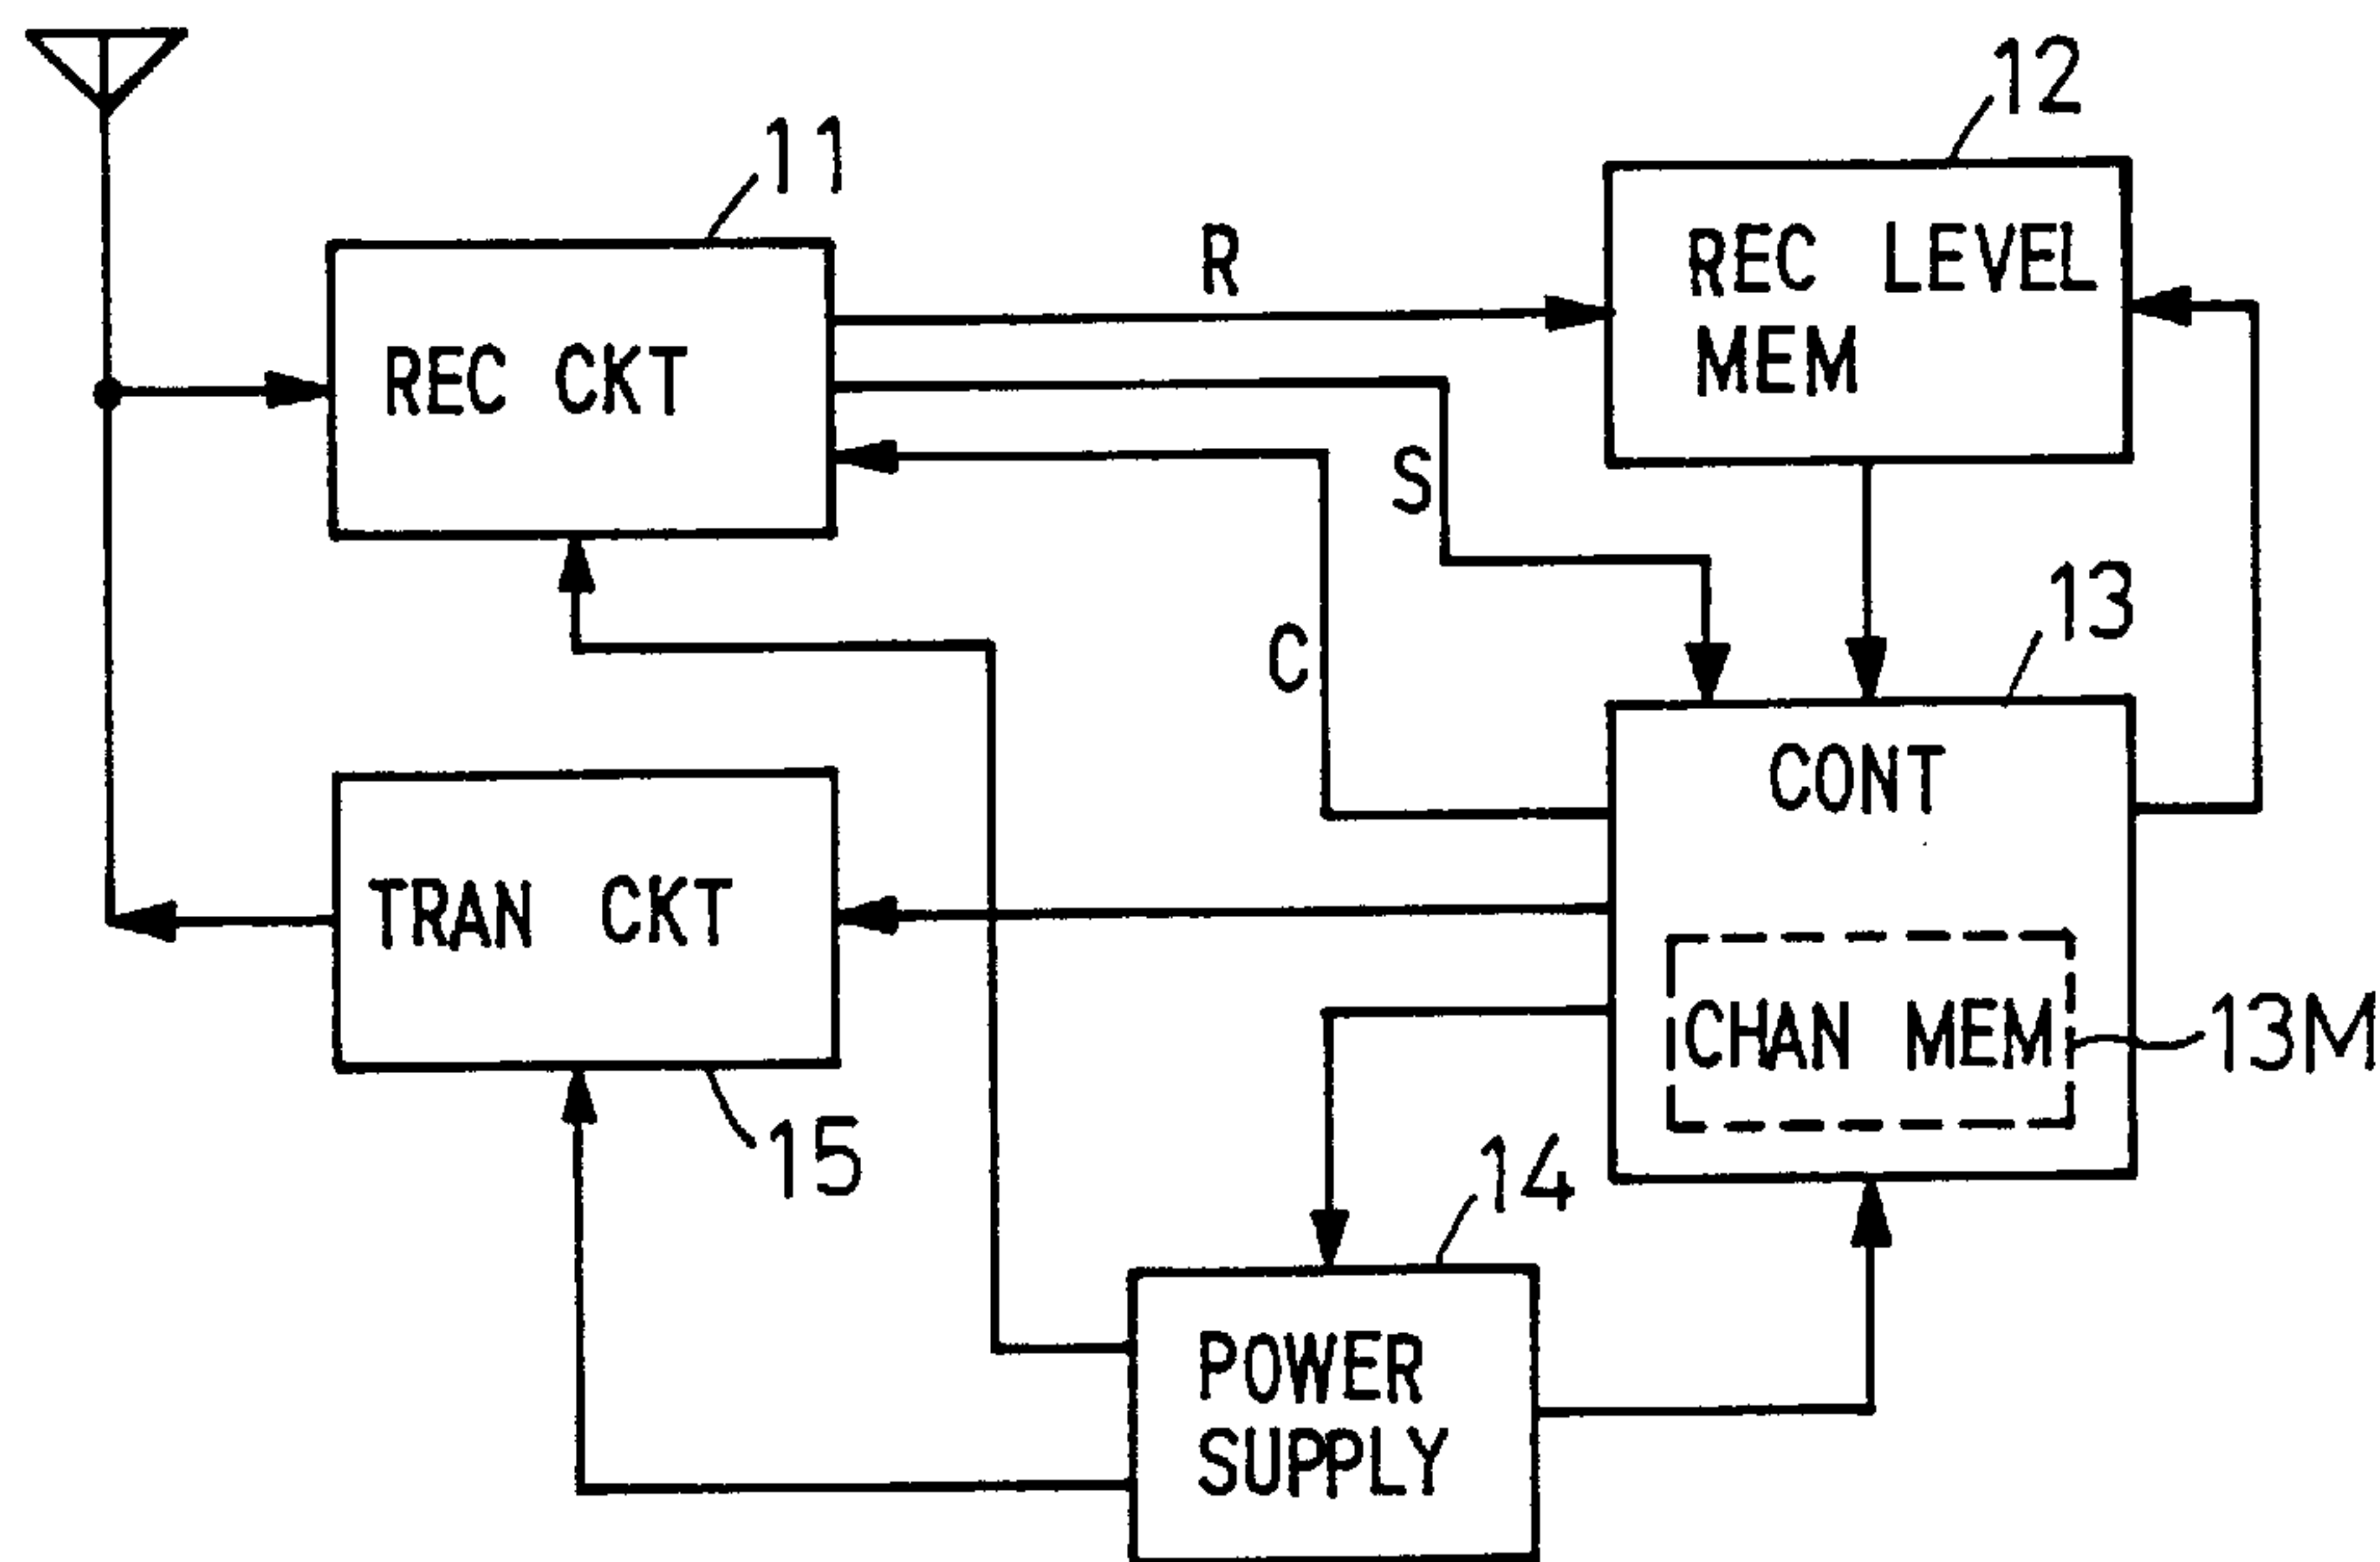 12
11
R
REC LEVEL
MEM
REC CKT
S
13
C
CONT
TRAN CKT
CHAN MEM
13M
15
14
POWER
SUPPLY